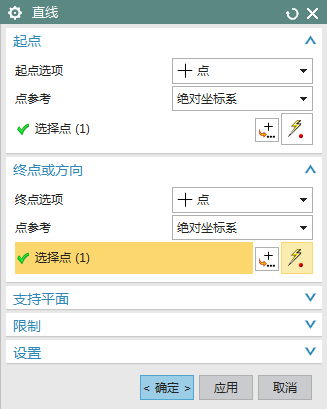 直线
起点
起点选项 点
点参考 绝对坐标系
选择点 (1)
终点或方向
终点选项 点
点参考 绝对坐标系
选择点 (1)
支持平面
限制
设置
< 确定 > 应用 取消